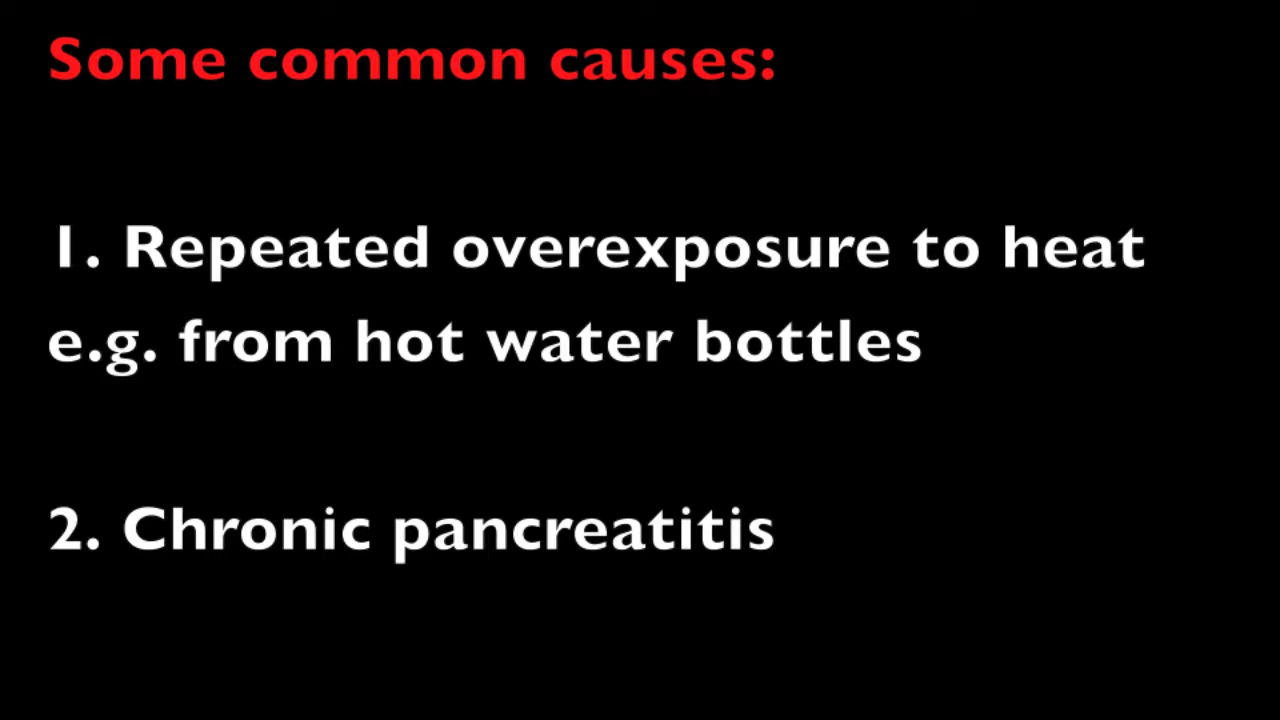 Some common causes:
1. Repeated overexposure to heat
e.g. from hot water bottles
2. Chronic pancreatitis